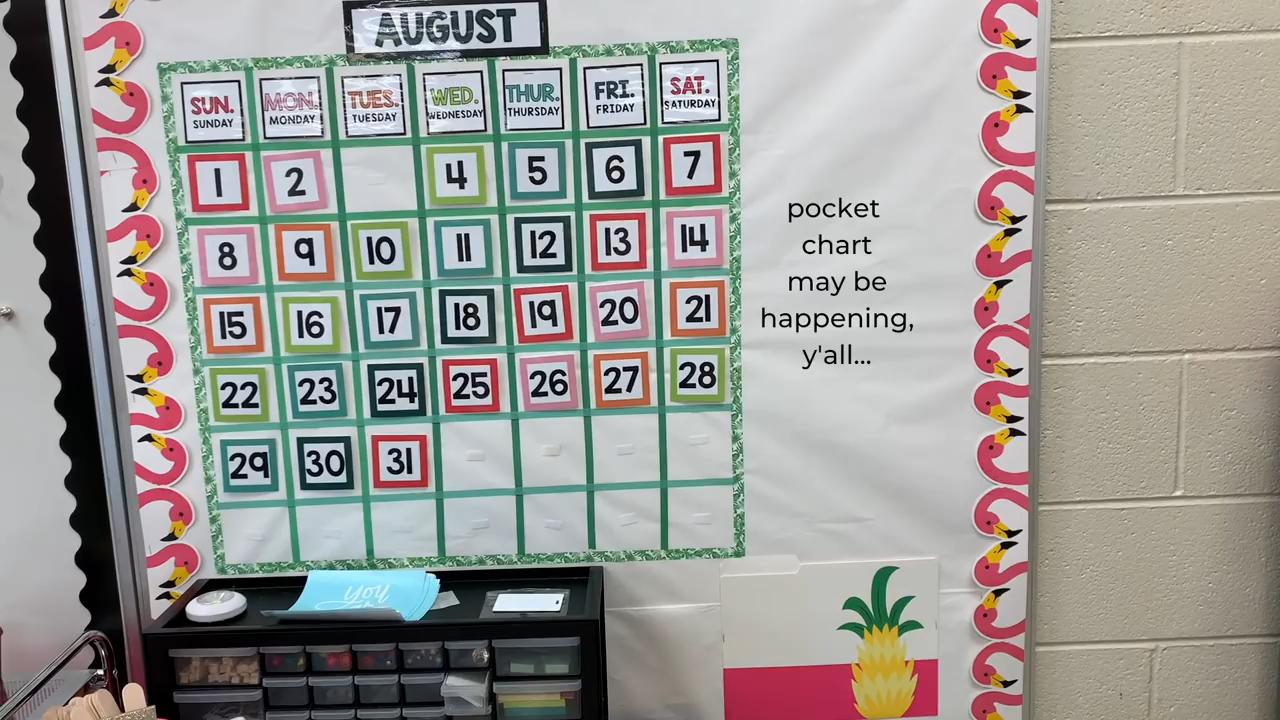 AUGUST
SUN. MON. TUES. WED. THUR. FRI. SAT.
SUNDAY MONDAY TUESDAY WEDNESDAY THURSDAY FRIDAY SATURDAY
1 2 4 5 6 7
8 9 10 11 12 13 14
15 16 17 18 19 20 21
22 23 24 25 26 27 28
29 30 31
pocket
chart
may be
happening,
y'all...
you